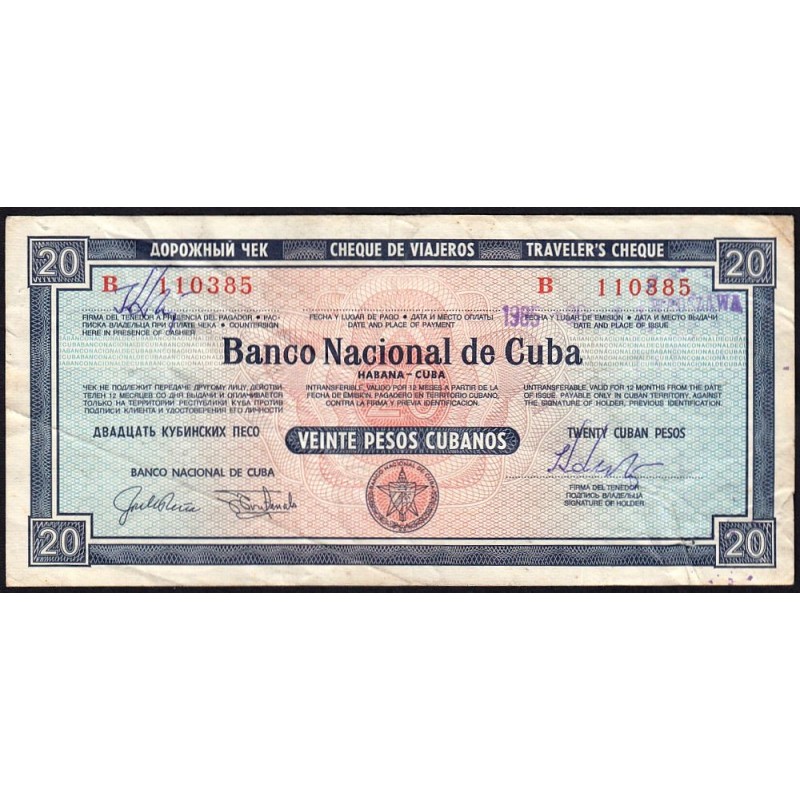 ДОРОЖНЫЙ ЧЕК CHEQUE DE VIAJEROS TRAVELER'S CHEQUE
20 20
B 110385 B 110885
1985 WARSZAWA
FIRMA DEL TENEDOR A PRESENCIA DEL PAGADOR • РАС-
ПИСКА ВЛАДЕЛЬЦА ПРИ ОПЛАТЕ ЧЕКА • COUNTERSIGN
HERE IN PRESENCE OF CASHIER
FECHA Y LUGAR DE PAGO • ДАТА И МЕСТО ОПЛАТЫ
DATE AND PLACE OF PAYMENT
FECHA Y LUGAR DE EMISION • ДАТА И МЕСТО ВЫДАЧИ
DATE AND PLACE OF ISSUE
Banco Nacional de Cuba
HABANA – CUBA
ЧЕК НЕ ПОДЛЕЖИТ ПЕРЕДАЧЕ ДРУГОМУ ЛИЦУ, ДЕЙСТВИ-
ТЕЛЕН 12 МЕСЯЦЕВ СО ДНЯ ВЫДАЧИ И ОПЛАЧИВАЕТСЯ
ТОЛЬКО НА ТЕРРИТОРИИ РЕСПУБЛИКИ КУБА ПРОТИВ
ПОДПИСИ КЛИЕНТА И УДОСТОВЕРЕНИЯ ЕГО ЛИЧНОСТИ
INTRANSFERIBLE, VALIDO POR 12 MESES A PARTIR DE LA
FECHA DE EMISION, PAGADERO EN TERRITORIO CUBANO,
CONTRA LA FIRMA Y PREVIA IDENTIFICACION.
UNTRANSFERABLE, VALID FOR 12 MONTHS FROM THE DATE
OF ISSUE. PAYABLE ONLY IN CUBAN TERRITORY, AGAINST
THE SIGNATURE OF HOLDER, PREVIOUS IDENTIFICATION.
ДВАДЦАТЬ КУБИНСКИХ ПЕСО VEINTE PESOS CUBANOS TWENTY CUBAN PESOS
BANCO NACIONAL DE CUBA
BANCO NACIONAL DE CUBA
FIRMA DEL TENEDOR
ПОДПИСЬ ВЛАДЕЛЬЦА
SIGNATURE OF HOLDER
20 20